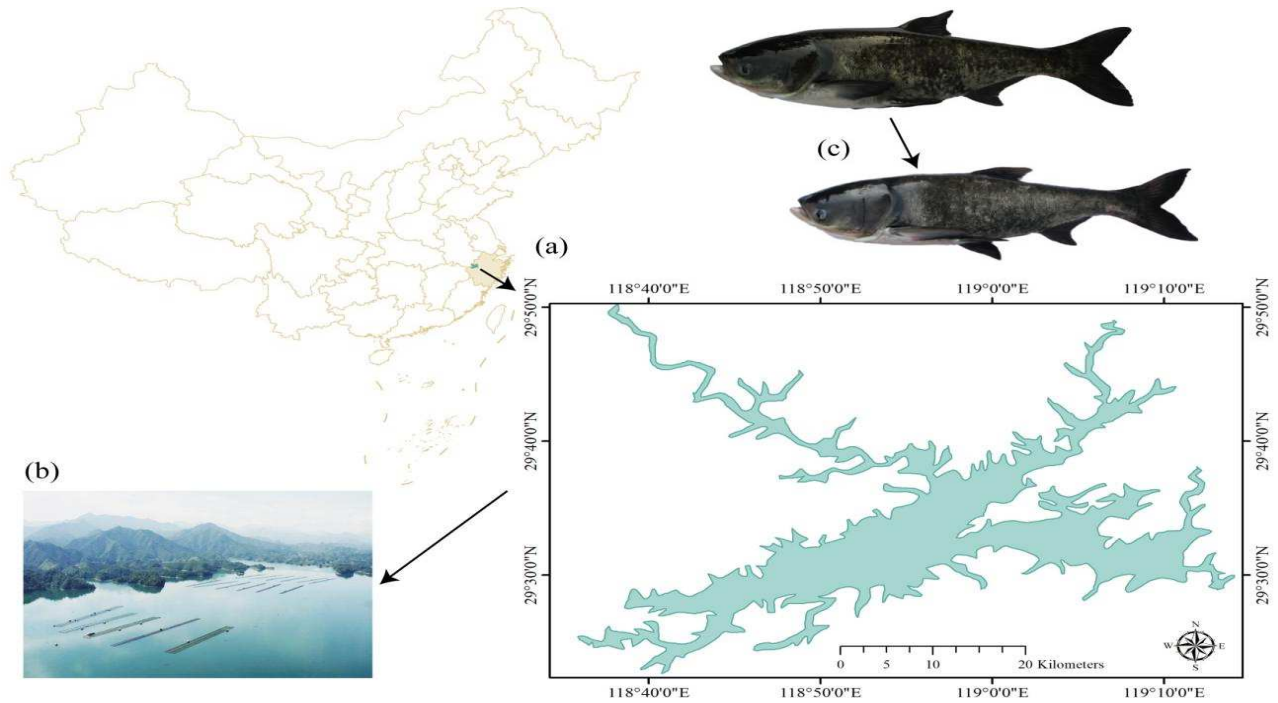 (c)
(a)
118°40'0"E 118°50'0"E 119°0'0"E 119°10'0"E
29°50'0"N 29°50'0"N
29°40'0"N 29°40'0"N
(b)
29°30'0"N 29°30'0"N
N
W E
S
0 5 10 20 Kilometers
118°40'0"E 118°50'0"E 119°0'0"E 119°10'0"E